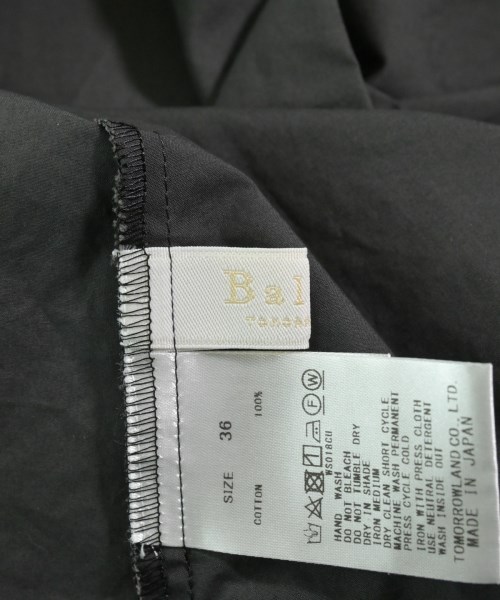 Bal
SIZE 36
COTTON 100%
WS018CU
HAND WASH
DO NOT BLEACH
DO NOT TUMBLE DRY
DRY IN SHADE
IRON MEDIUM
DRY CLEAN SHORT CYCLE
MACHINE WASH PERMANENT
PRESS CYCLE COLD
IRON WITH PRESS CLOTH
USE NEUTRAL DETERGENT
WASH INSIDE OUT
TOMORROWLAND CO., LTD.
MADE IN JAPAN